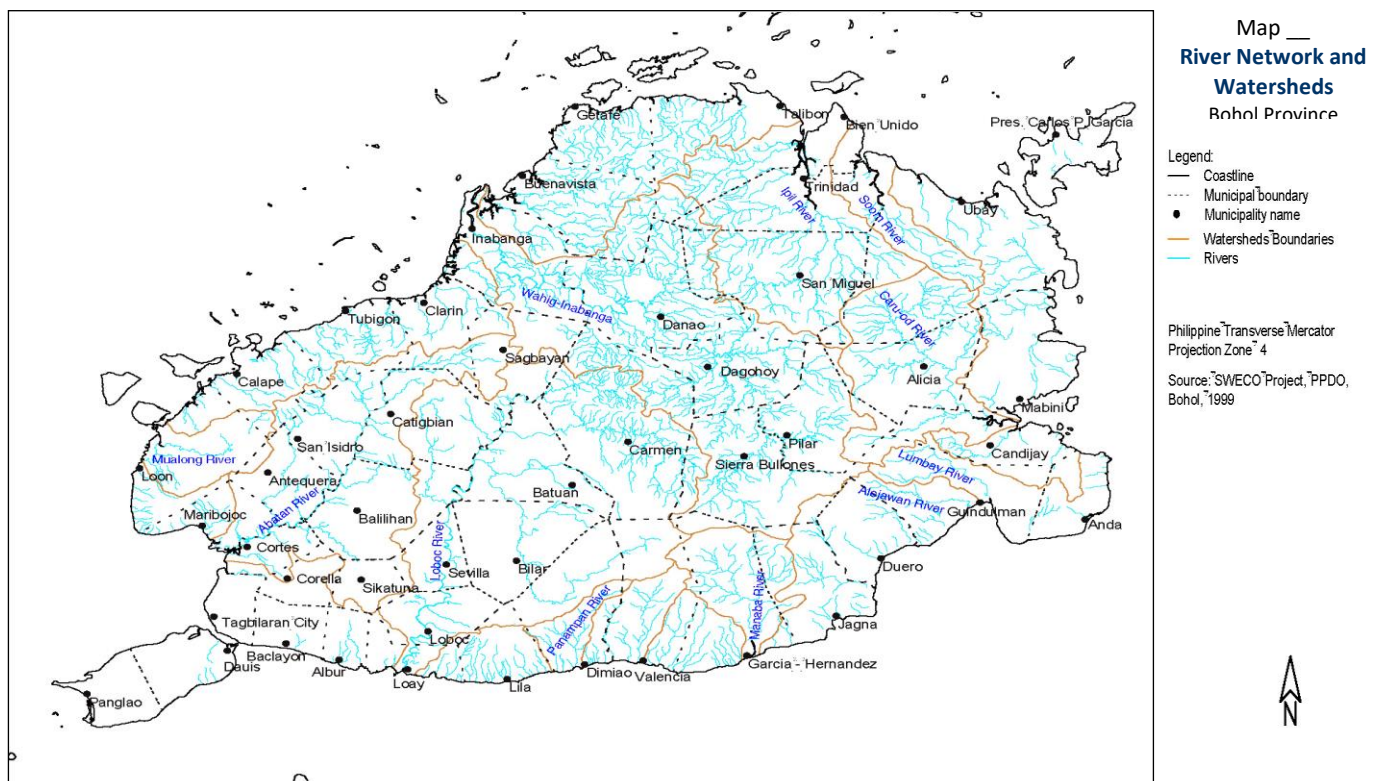 Map __
River Network and
Watersheds
Bohol Province
Legend:
Coastline
Municipal boundary
Municipality name
Watersheds Boundaries
Rivers
Philippine Transverse Mercator
Projection Zone 4
Source: SWECO Project, PPDO,
Bohol, 1999
N
Getafe
Talibon
Bien Unido
Pres. Carlos P. Garcia
Buenavista
Trinidad
Ipil River
Soom River
Ubay
Inabanga
San Miguel
Wahig-Inabanga
Caru-od River
Clarin
Tubigon
Danao
Sagbayan
Dagohoy
Alicia
Calape
Mabini
Catigbian
San Isidro
Carmen
Pilar
Candijay
Mualong River
Sierra Bullones
Lumbay River
Loon
Antequera
Batuan
Alejawan River
Guindulman
Maribojoc
Abatan River
Balilihan
Anda
Cortes
Loboc River
Sevilla
Bilar
Duero
Corella
Sikatuna
Panampan River
Manaba River
Tagbilaran City
Loboc
Jagna
Dauis
Baclayon
Albur
Loay
Lila
Dimiao
Valencia
Garcia - Hernandez
Panglao